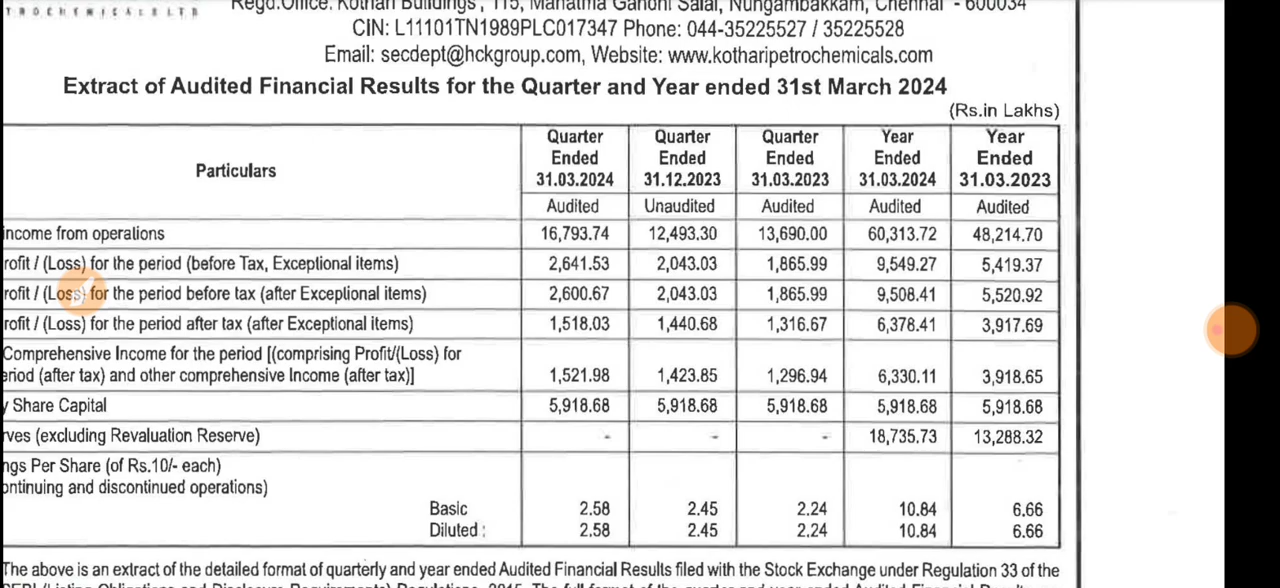 Regd.Office: Kothari Buildings, 115, Mahatma Gandhi Salai, Nungambakkam, Chennai - 600034
CIN: L11101TN1989PLC017347 Phone: 044-35225527 / 35225528
Email: secdept@hckgroup.com, Website: www.kotharipetrochemicals.com
Extract of Audited Financial Results for the Quarter and Year ended 31st March 2024
(Rs.in Lakhs)
Particulars Quarter Ended 31.03.2024 Quarter Ended 31.12.2023 Quarter Ended 31.03.2023 Year Ended 31.03.2024 Year Ended 31.03.2023
Audited Unaudited Audited Audited Audited
income from operations 16,793.74 12,493.30 13,690.00 60,313.72 48,214.70
rofit / (Loss) for the period (before Tax, Exceptional items) 2,641.53 2,043.03 1,865.99 9,549.27 5,419.37
rofit / (Loss) for the period before tax (after Exceptional items) 2,600.67 2,043.03 1,865.99 9,508.41 5,520.92
rofit / (Loss) for the period after tax (after Exceptional items) 1,518.03 1,440.68 1,316.67 6,378.41 3,917.69
Comprehensive Income for the period [(comprising Profit/(Loss) for
eriod (after tax) and other comprehensive Income (after tax)] 1,521.98 1,423.85 1,296.94 6,330.11 3,918.65
y Share Capital 5,918.68 5,918.68 5,918.68 5,918.68 5,918.68
rves (excluding Revaluation Reserve) - - - 18,735.73 13,288.32
ngs Per Share (of Rs.10/- each)
ontinuing and discontinued operations)
Basic 2.58 2.45 2.24 10.84 6.66
Diluted : 2.58 2.45 2.24 10.84 6.66
The above is an extract of the detailed format of quarterly and year ended Audited Financial Results filed with the Stock Exchange under Regulation 33 of the